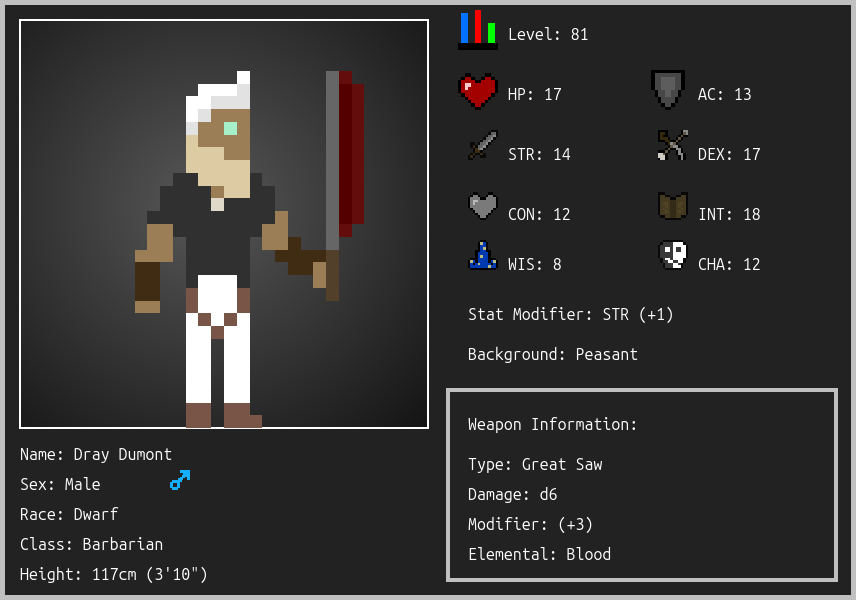 Level: 81
HP: 17
AC: 13
STR: 14
DEX: 17
CON: 12
INT: 18
WIS: 8
CHA: 12
Stat Modifier: STR (+1)
Background: Peasant
Weapon Information:
Type: Great Saw
Damage: d6
Modifier: (+3)
Elemental: Blood
Name: Dray Dumont
Sex: Male
Race: Dwarf
Class: Barbarian
Height: 117cm (3'10")